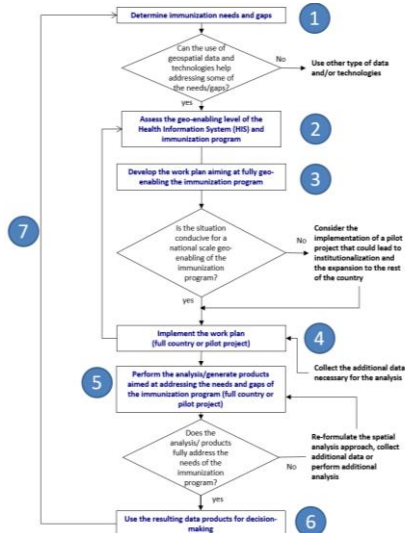 Determine immunization needs and gaps
1
Can the use of
geospatial data and
technologies help
addressing some of
the needs/gaps?
No
Use other type of data
and/or technologies
yes
Assess the geo-enabling level of the
Health Information System (HIS) and
immunization program
2
Develop the work plan aiming at fully geo-
enabling the immunization program
3
7
Is the situation
conducive for a
national scale geo-
enabling of the
immunization
program?
No
Consider the
implementation of a pilot
project that could lead to
institutionalization and
the expansion to the rest
of the country
yes
Implement the work plan
(full country or pilot project)
4
Collect the additional data
necessary for the analysis
5
Perform the analysis/generate products
aimed at addressing the needs and gaps of
the immunization program (full country or
pilot project)
Does the
analysis/ products
fully address the
needs of the
immunization
program?
No
Re-formulate the spatial
analysis approach, collect
additional data or
perform additional
analysis
yes
Use the resulting data products for decision-
making
6